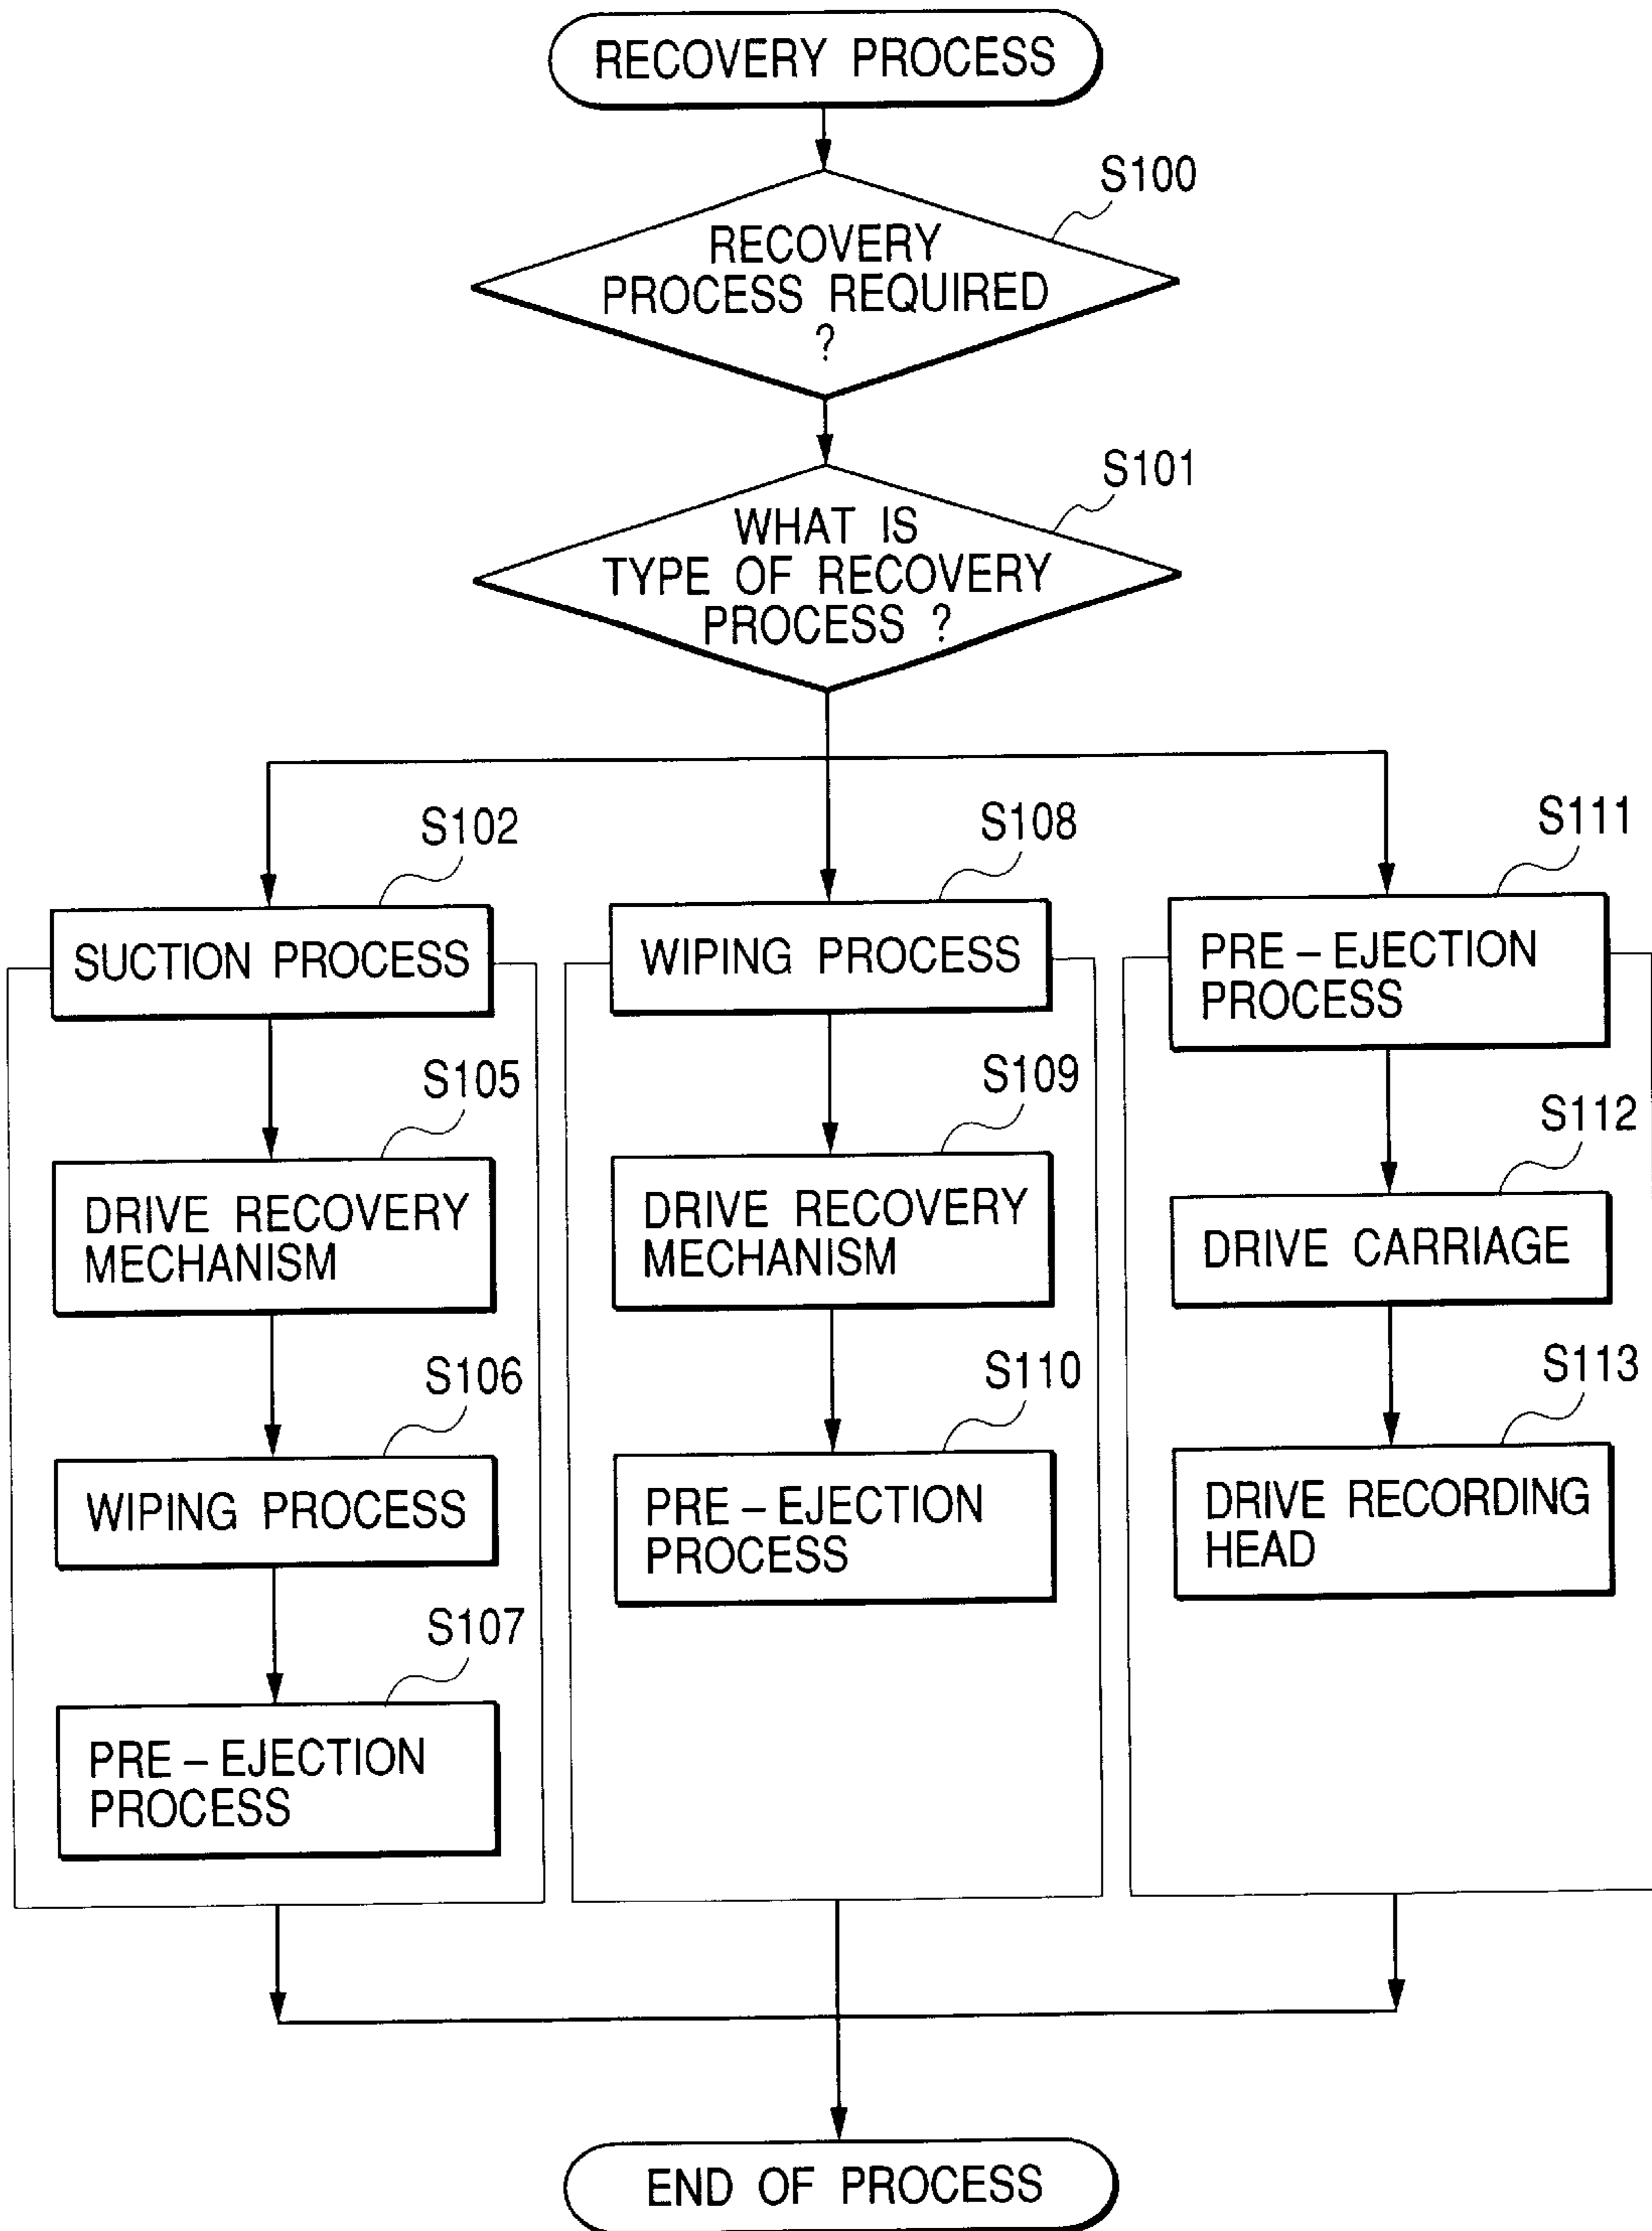 RECOVERY PROCESS
S100
RECOVERY
PROCESS REQUIRED
?
S101
WHAT IS
TYPE OF RECOVERY
PROCESS ?
S102
SUCTION PROCESS
S105
DRIVE RECOVERY
MECHANISM
S106
WIPING PROCESS
S107
PRE – EJECTION
PROCESS
S108
WIPING PROCESS
S109
DRIVE RECOVERY
MECHANISM
S110
PRE – EJECTION
PROCESS
S111
PRE – EJECTION
PROCESS
S112
DRIVE CARRIAGE
S113
DRIVE RECORDING
HEAD
END OF PROCESS